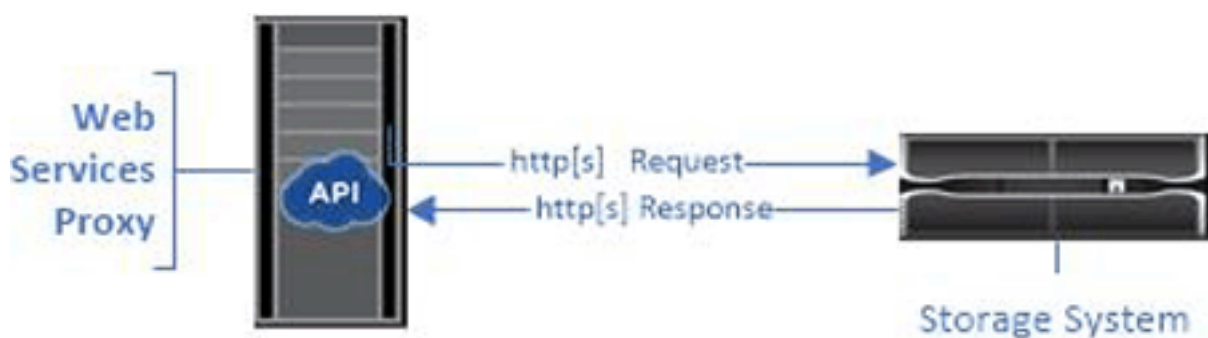 Web
Services
Proxy
API
http[s] Request
http[s] Response
Storage System